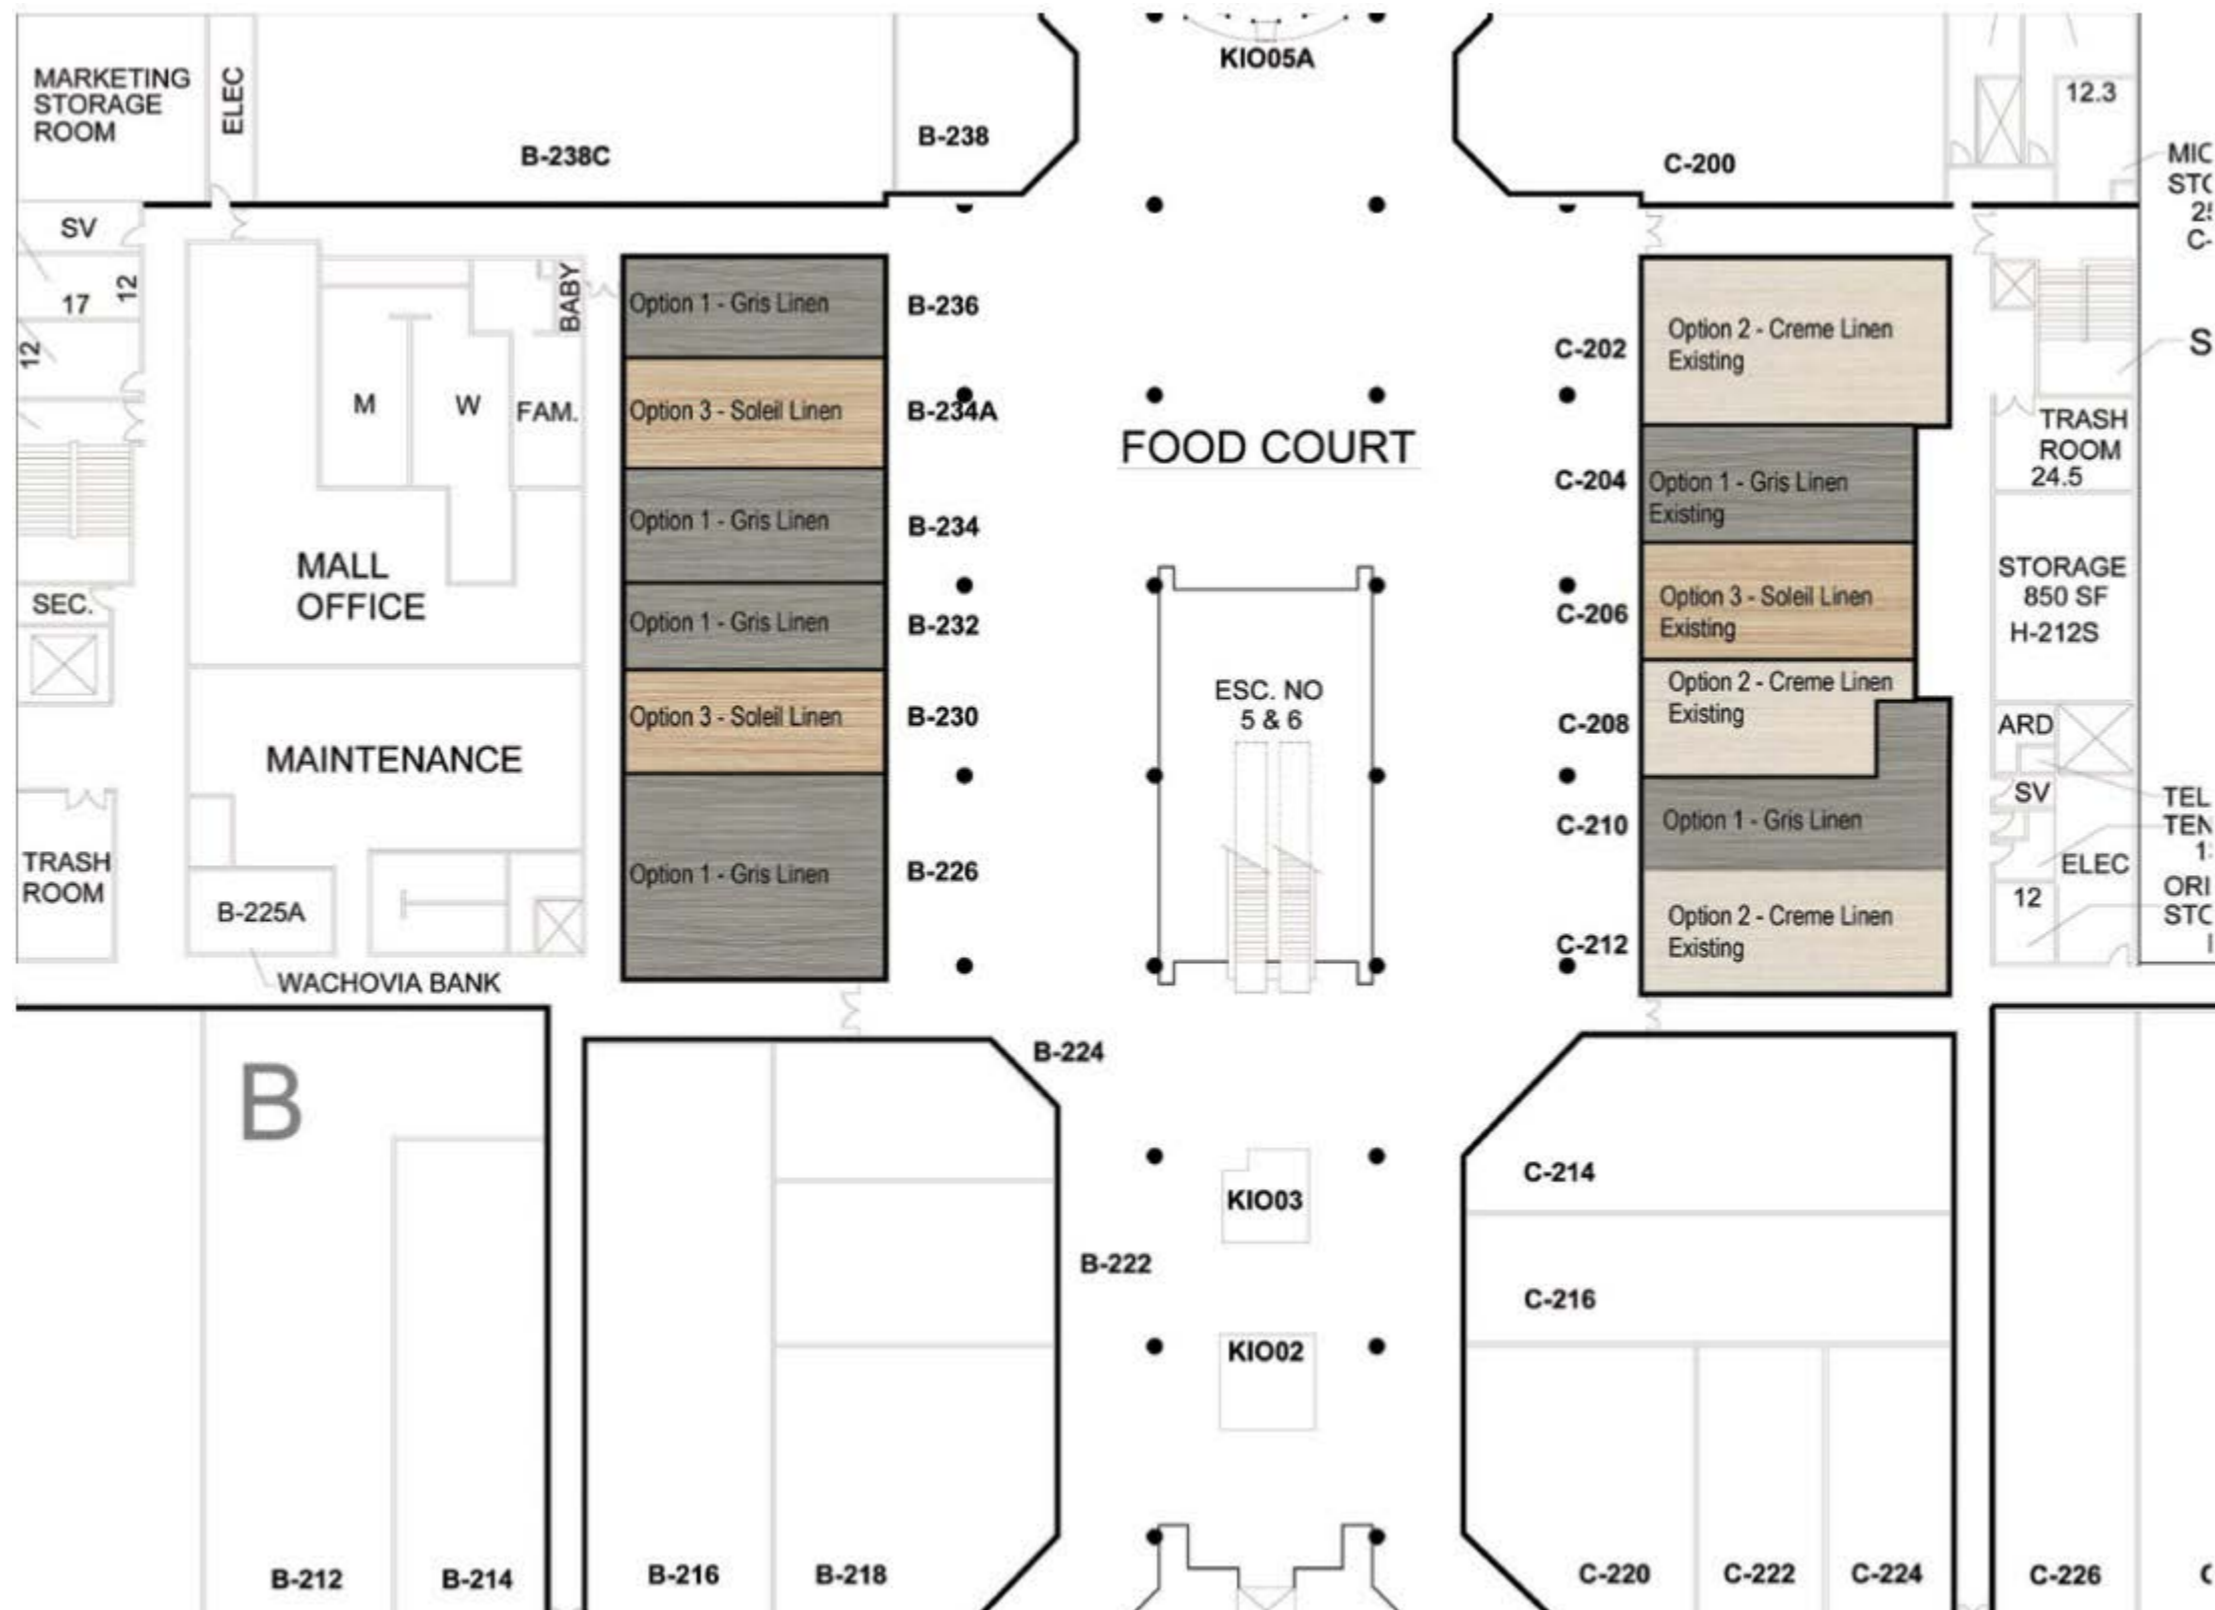 KIO05A
MARKETING
STORAGE
ROOM
ELEC
B-238C
B-238
C-200
12.3
SV
17
12
12
BABY
M
W
FAM.
MALL
OFFICE
SEC.
MAINTENANCE
TRASH
ROOM
B-225A
WACHOVIA BANK
Option 1 - Gris Linen
B-236
Option 3 - Soleil Linen
B-234A
Option 1 - Gris Linen
B-234
Option 1 - Gris Linen
B-232
Option 3 - Soleil Linen
B-230
Option 1 - Gris Linen
B-226
FOOD COURT
ESC. NO
5 & 6
C-202
Option 2 - Creme Linen
Existing
C-204
Option 1 - Gris Linen
Existing
C-206
Option 3 - Soleil Linen
Existing
C-208
Option 2 - Creme Linen
Existing
C-210
Option 1 - Gris Linen
C-212
Option 2 - Creme Linen
Existing
MIC
C-
S
TRASH
ROOM
24.5
STORAGE
850 SF
H-212S
ARD
SV
TEL
ELEC
12
ORI
B
B-224
B-222
KIO03
KIO02
C-214
C-216
B-212
B-214
B-216
B-218
C-220
C-222
C-224
C-226